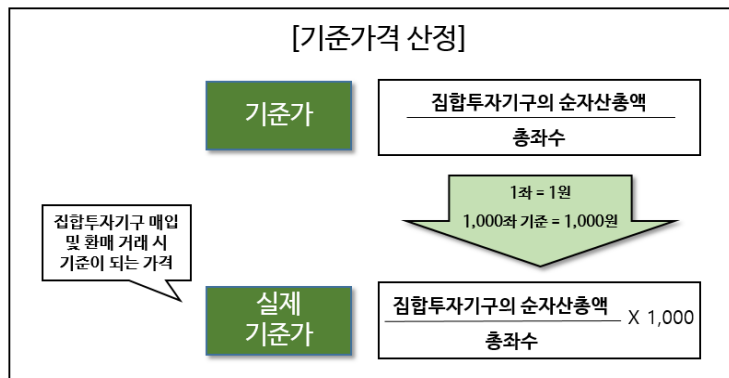 [기준가격 산정]
기준가
집합투자기구의 순자산총액
총좌수
1좌 = 1원
1,000좌 기준 = 1,000원
집합투자기구 매입
및 환매 거래 시
기준이 되는 가격
실제
기준가
집합투자기구의 순자산총액
X 1,000
총좌수